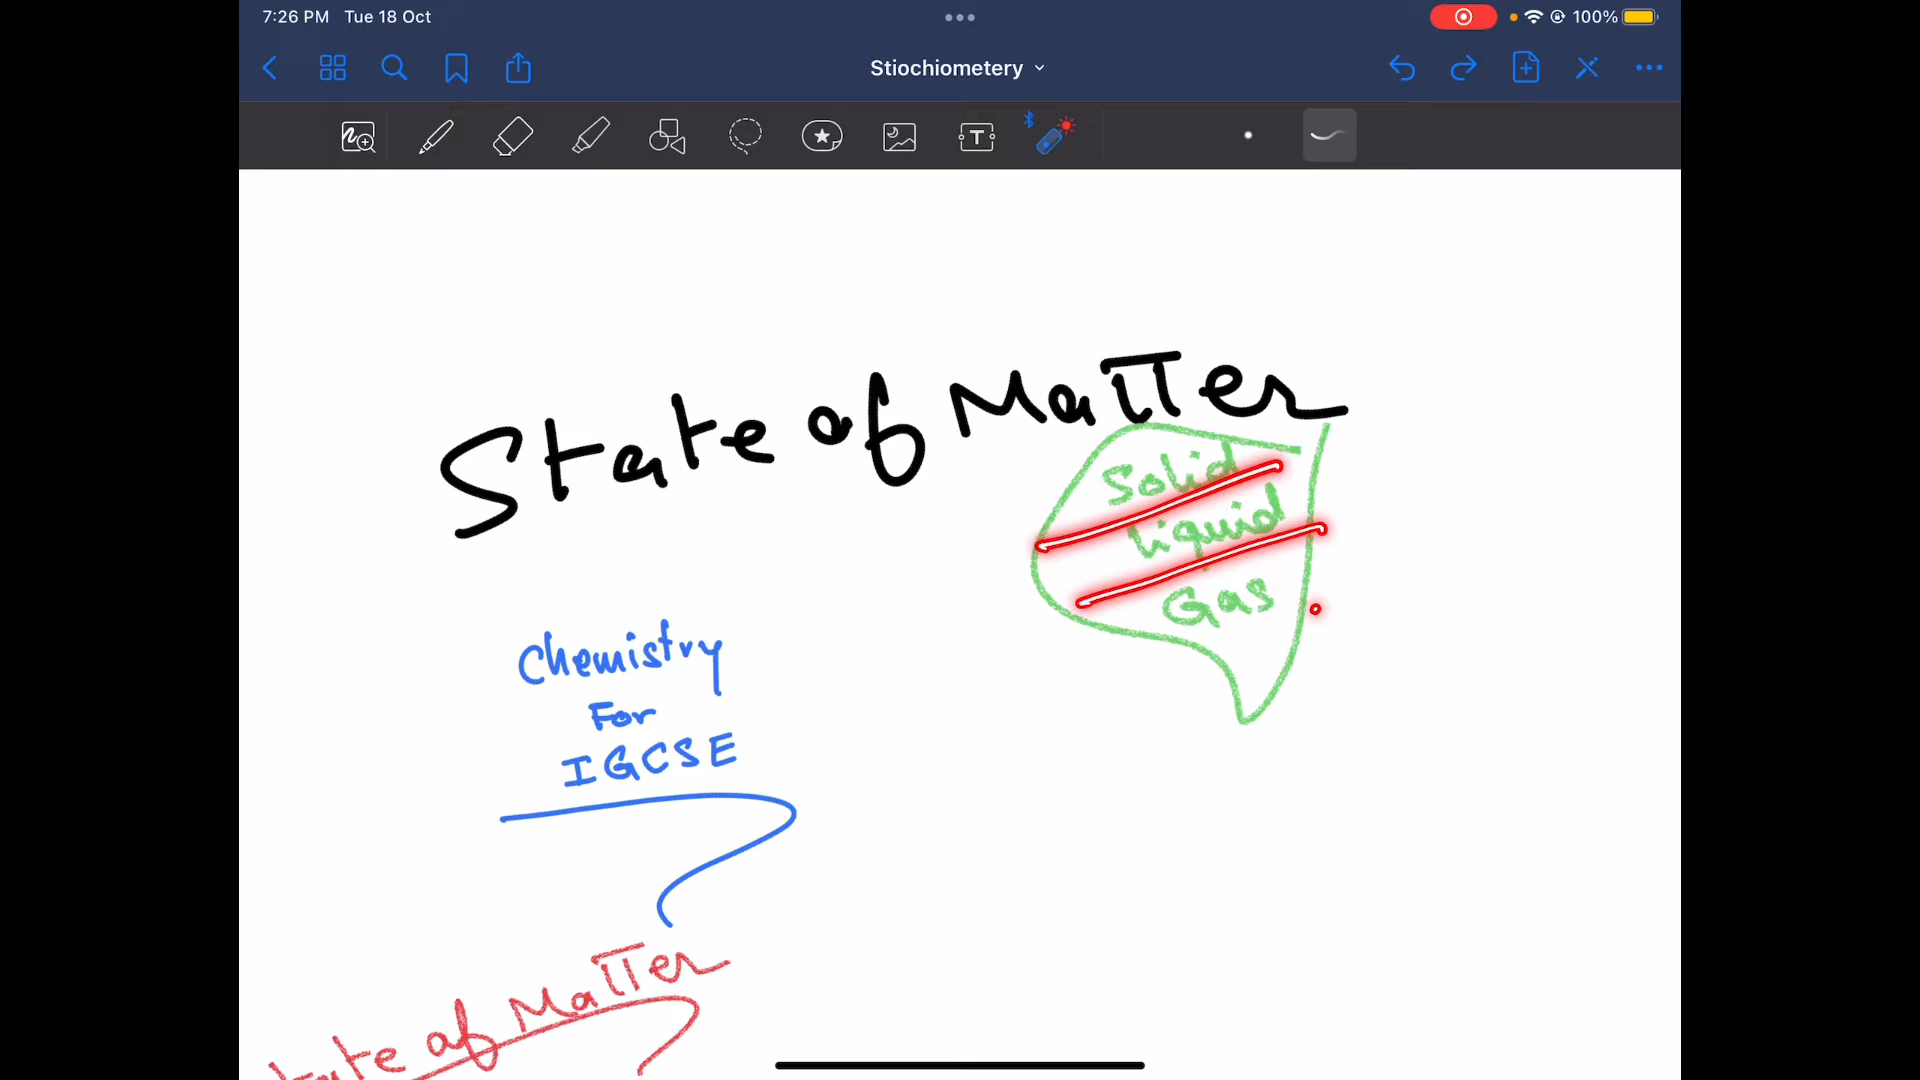 7:26 PM Tue 18 Oct
100%
Stiochiometery
T
State of Matter
Solid
Liquid
Gas
Chemistry
For
IGCSE
State of Matter